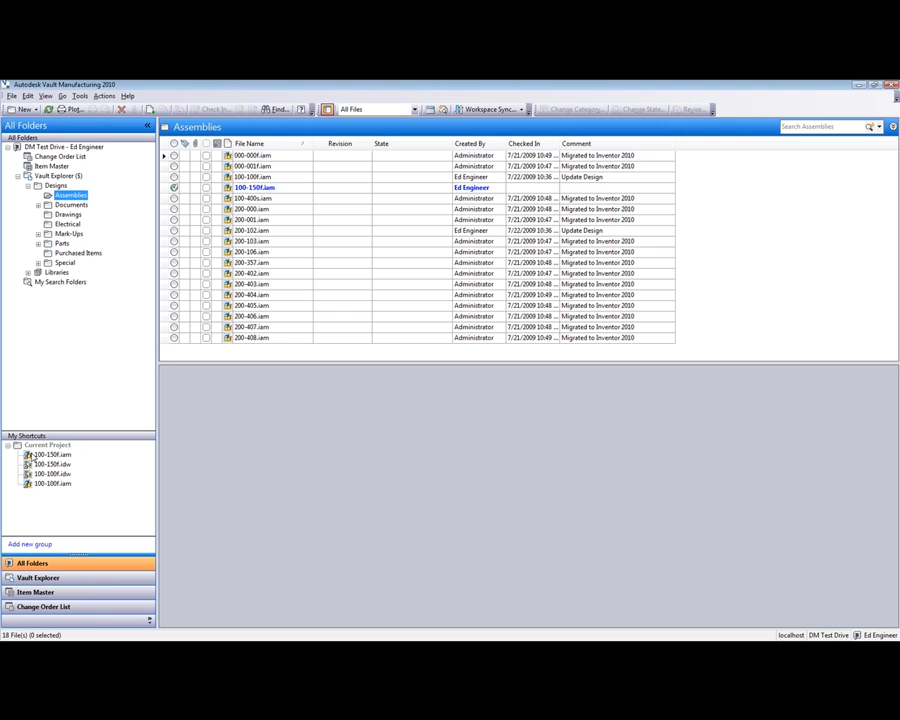 Autodesk Vault Manufacturing 2010
File Edit View Go Tools Actions Help
New Plot... Check In... Find... All Files Workspace Sync... Change Category... Change State... Revise...
All Folders
All Folders
DM Test Drive - Ed Engineer
Change Order List
Item Master
Vault Explorer ($)
Designs
Assemblies
Documents
Drawings
Electrical
Mark-Ups
Parts
Purchased Items
Special
Libraries
My Search Folders
My Shortcuts
Current Project
100-150f.iam
100-150f.idw
100-100f.idw
100-100f.iam
Add new group
All Folders
Vault Explorer
Item Master
Change Order List
Assemblies
Search Assemblies
File Name Revision State Created By Checked In Comment
000-000f.iam Administrator 7/21/2009 10:49 ... Migrated to Inventor 2010
000-001f.iam Administrator 7/21/2009 10:47 ... Migrated to Inventor 2010
100-100f.iam Ed Engineer 7/22/2009 10:36 ... Update Design
100-150f.iam Ed Engineer
100-400s.iam Administrator 7/21/2009 10:48 ... Migrated to Inventor 2010
200-000.iam Administrator 7/21/2009 10:48 ... Migrated to Inventor 2010
200-001.iam Administrator 7/21/2009 10:47 ... Migrated to Inventor 2010
200-102.iam Ed Engineer 7/22/2009 10:36 ... Update Design
200-103.iam Administrator 7/21/2009 10:47 ... Migrated to Inventor 2010
200-106.iam Administrator 7/21/2009 10:47 ... Migrated to Inventor 2010
200-357.iam Administrator 7/21/2009 10:48 ... Migrated to Inventor 2010
200-402.iam Administrator 7/21/2009 10:47 ... Migrated to Inventor 2010
200-403.iam Administrator 7/21/2009 10:48 ... Migrated to Inventor 2010
200-404.iam Administrator 7/21/2009 10:49 ... Migrated to Inventor 2010
200-405.iam Administrator 7/21/2009 10:48 ... Migrated to Inventor 2010
200-406.iam Administrator 7/21/2009 10:48 ... Migrated to Inventor 2010
200-407.iam Administrator 7/21/2009 10:48 ... Migrated to Inventor 2010
200-408.iam Administrator 7/21/2009 10:48 ... Migrated to Inventor 2010
18 File(s) (0 selected) localhost DM Test Drive Ed Engineer